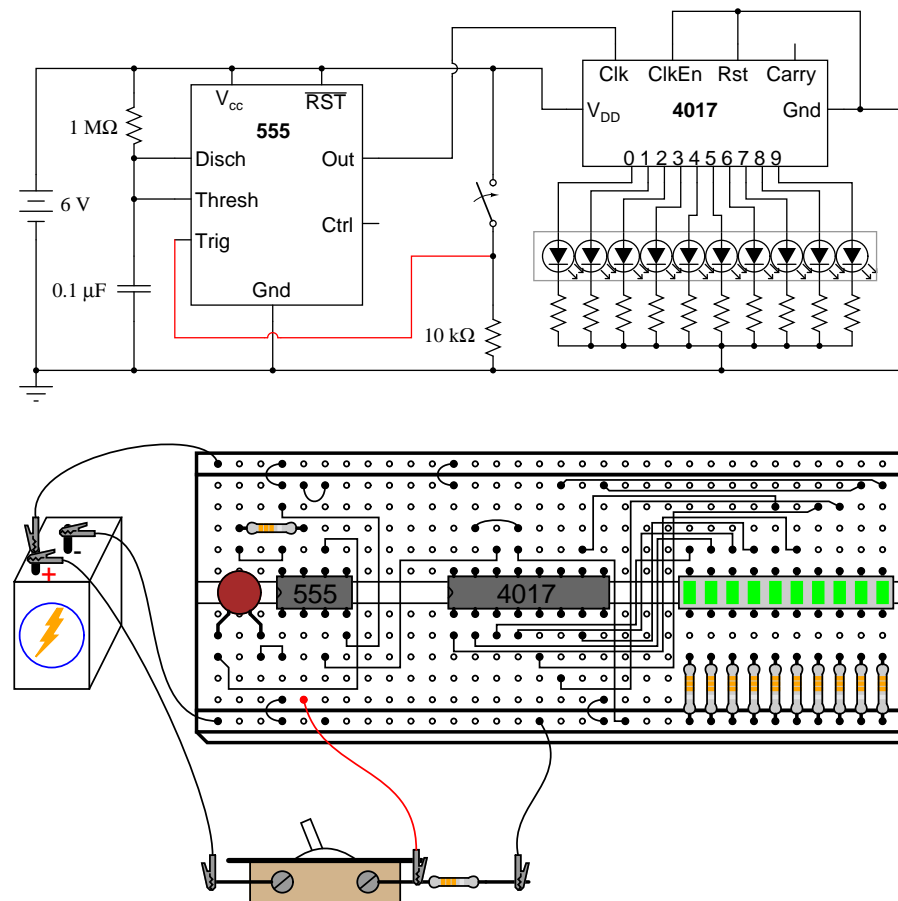 Clk ClkEn Rst Carry
V_DD 4017 Gnd
0 1 2 3 4 5 6 7 8 9
V_cc R̅S̅T̅
555
1 MΩ
Disch Out
Thresh
6 V
Ctrl
Trig
0.1 μF
Gnd
10 kΩ
-
+
555
4017